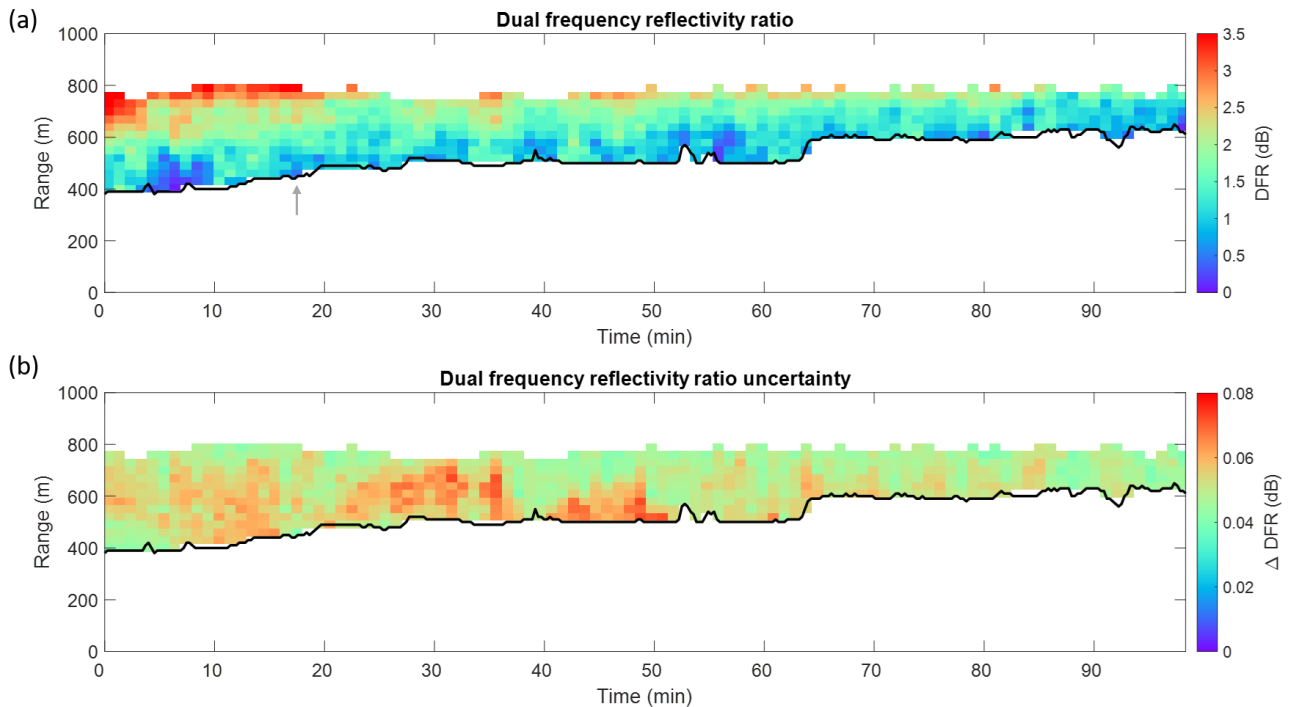 (a)
Dual frequency reflectivity ratio
1000
800
600
400
200
0
Range (m)
0 10 20 30 40 50 60 70 80 90
Time (min)
3.5
3
2.5
2
1.5
1
0.5
0
DFR (dB)
(b)
Dual frequency reflectivity ratio uncertainty
1000
800
600
400
200
0
Range (m)
0 10 20 30 40 50 60 70 80 90
Time (min)
0.08
0.06
0.04
0.02
0
Δ DFR (dB)